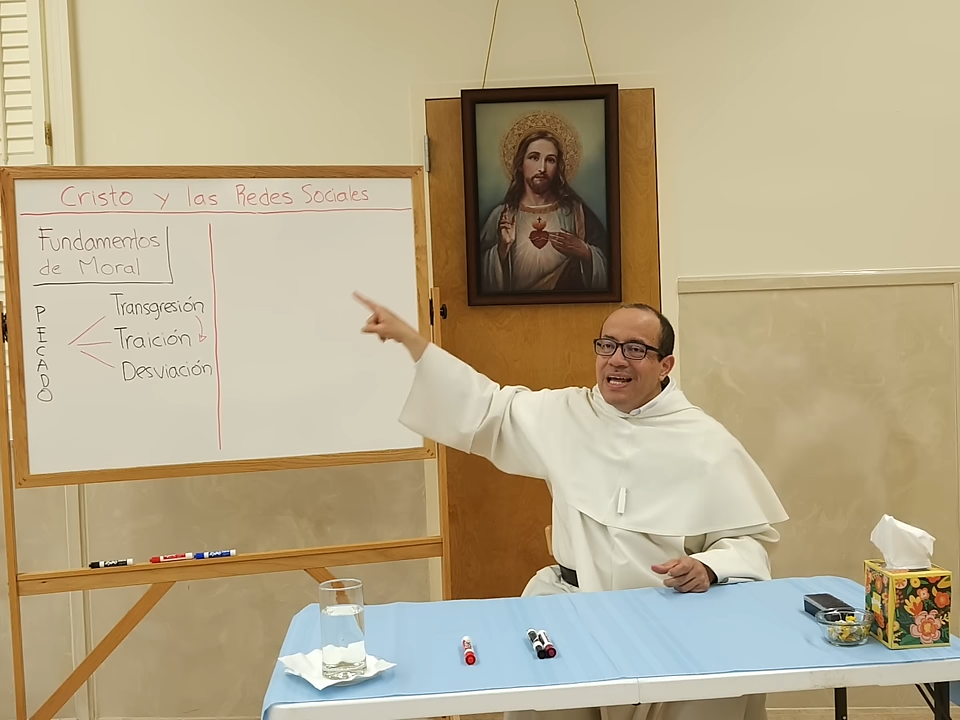 Cristo y las Redes Sociales
Fundamentos
de Moral
PECADO
Transgresión
Traición
Desviación